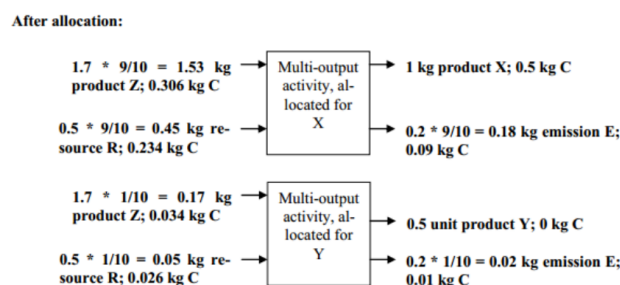 After allocation:
1.7 * 9/10 = 1.53 kg
product Z; 0.306 kg C
0.5 * 9/10 = 0.45 kg re-
source R; 0.234 kg C
Multi-output
activity, al-
located for
X
1 kg product X; 0.5 kg C
0.2 * 9/10 = 0.18 kg emission E;
0.09 kg C
1.7 * 1/10 = 0.17 kg
product Z; 0.034 kg C
0.5 * 1/10 = 0.05 kg re-
source R; 0.026 kg C
Multi-output
activity, al-
located for
Y
0.5 unit product Y; 0 kg C
0.2 * 1/10 = 0.02 kg emission E;
0.01 kg C